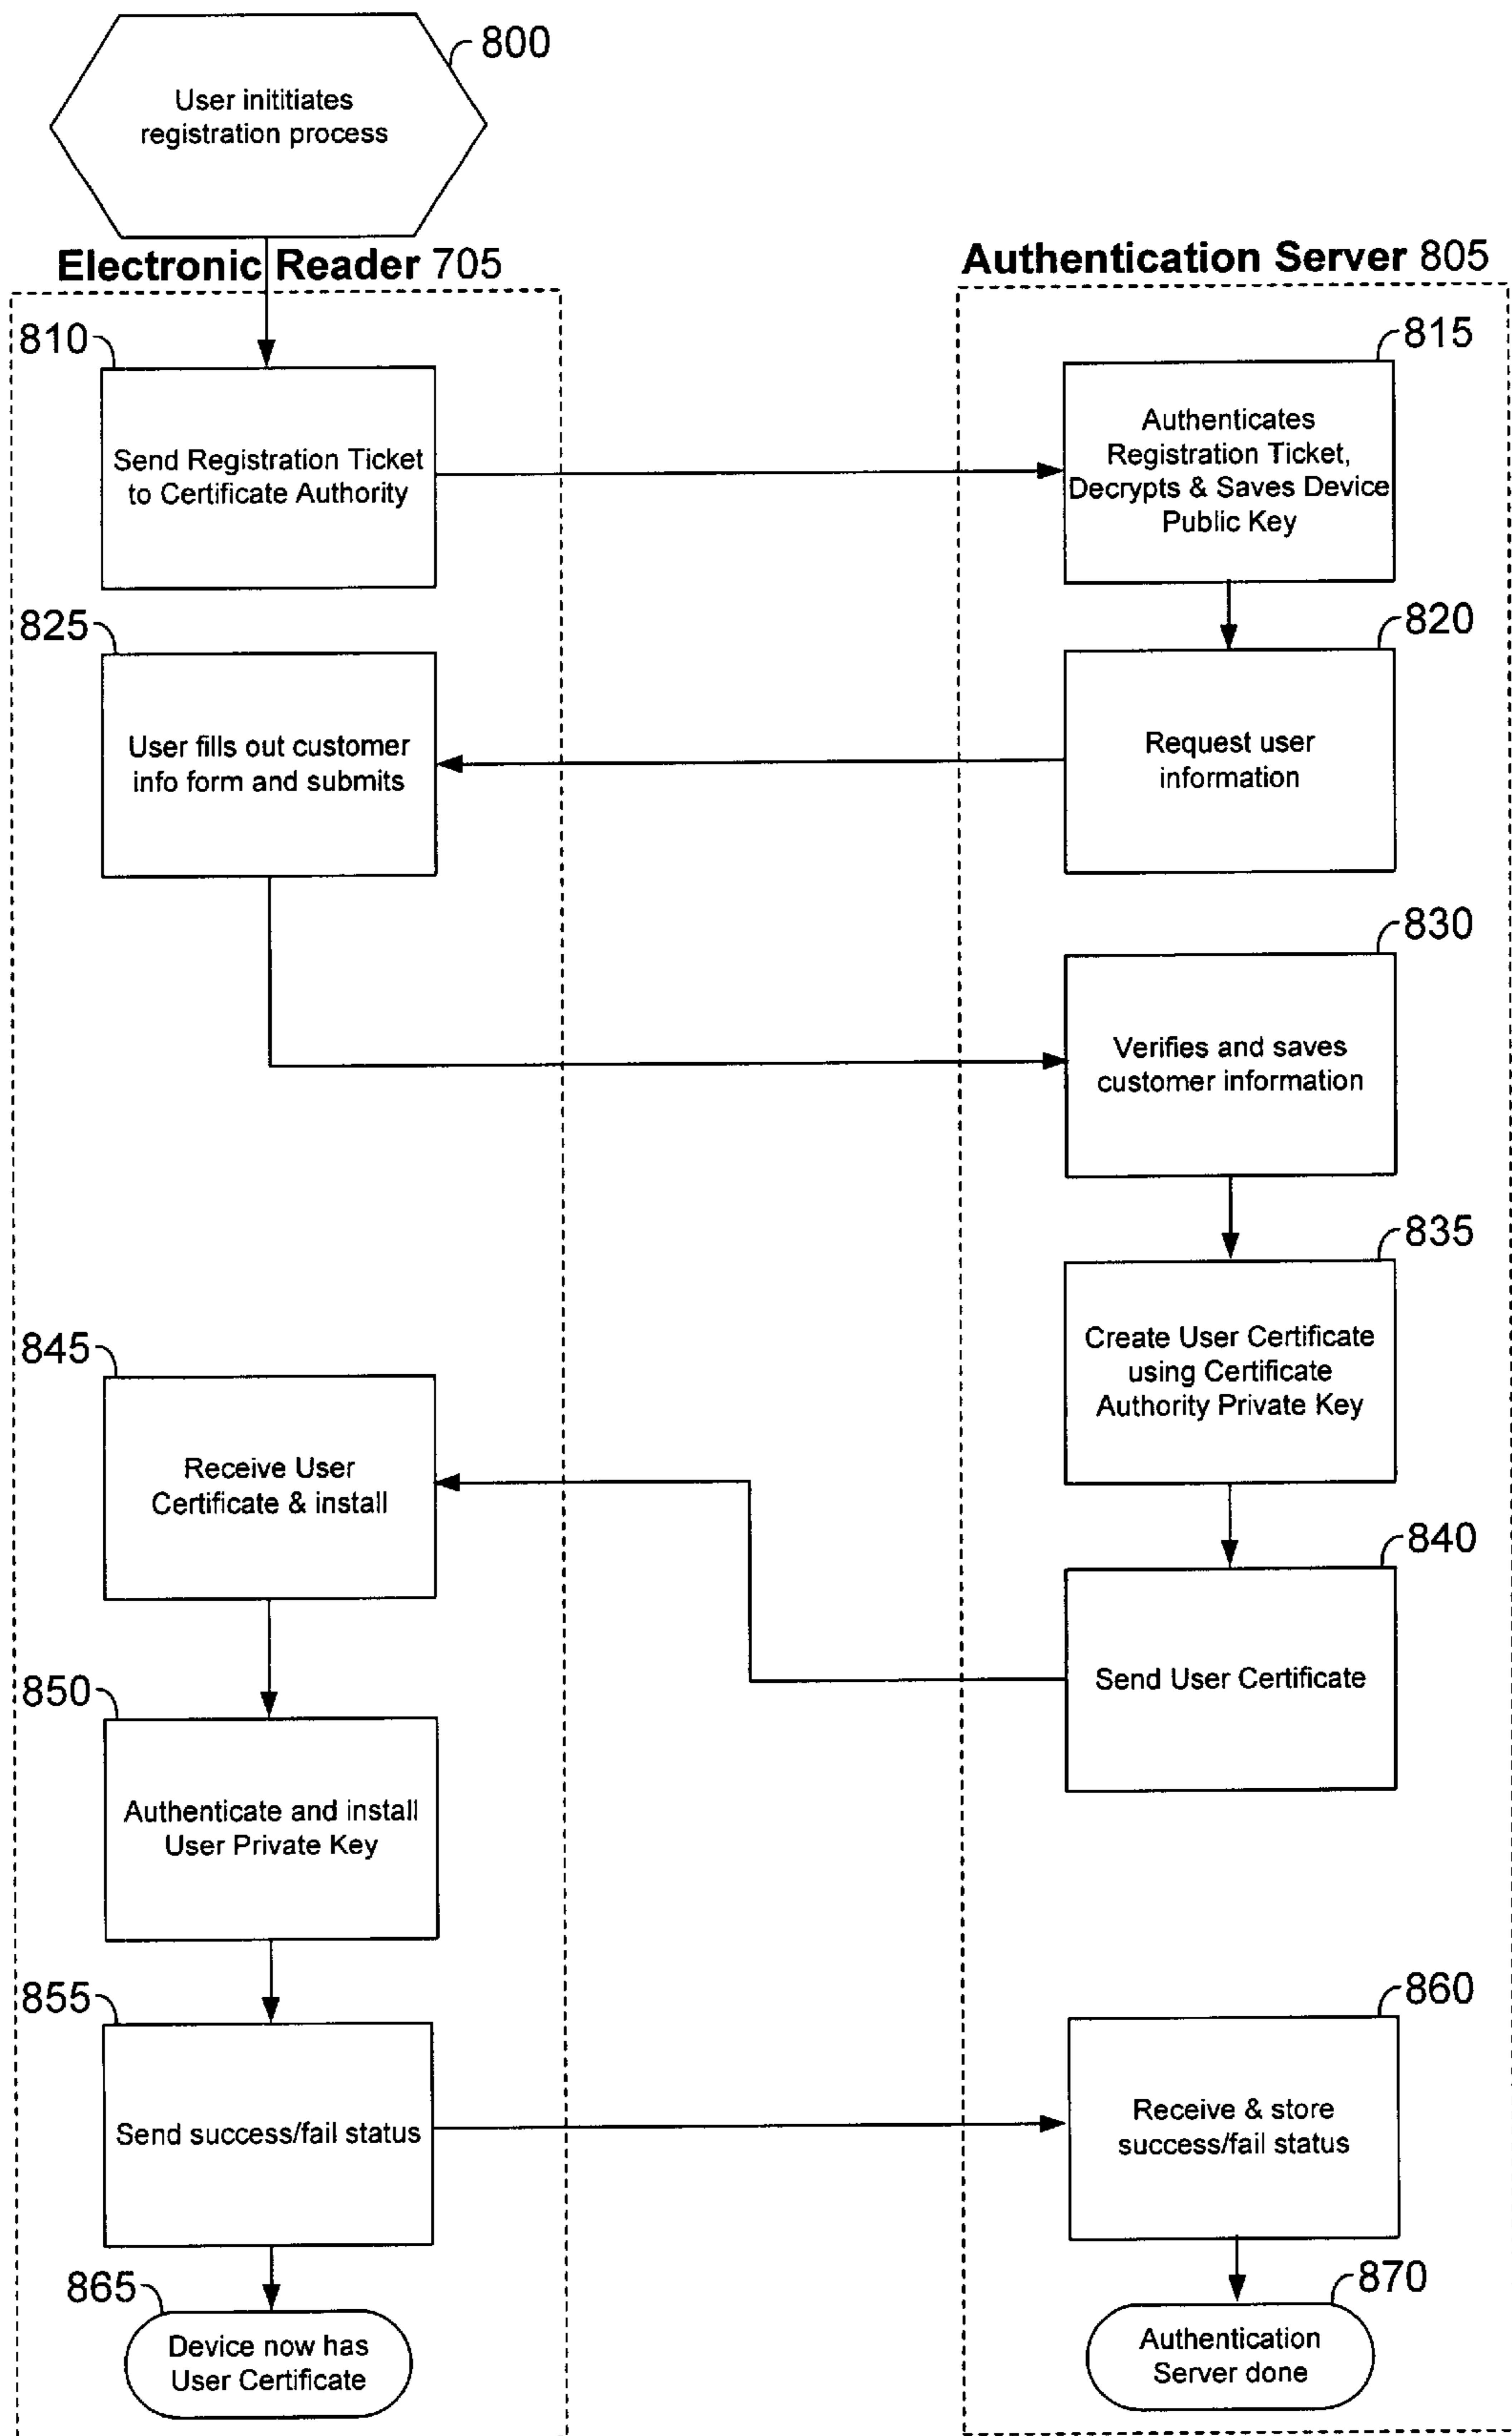 800
User inititiates
registration process
Electronic Reader 705
Authentication Server 805
810
Send Registration Ticket
to Certificate Authority
815
Authenticates
Registration Ticket,
Decrypts & Saves Device
Public Key
820
Request user
information
825
User fills out customer
info form and submits
830
Verifies and saves
customer information
835
Create User Certificate
using Certificate
Authority Private Key
840
Send User Certificate
845
Receive User
Certificate & install
850
Authenticate and install
User Private Key
855
Send success/fail status
860
Receive & store
success/fail status
865
Device now has
User Certificate
870
Authentication
Server done